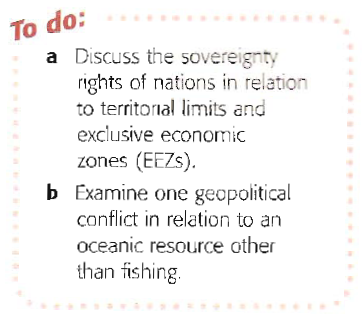 To do:
a Discuss the sovereignty
rights of nations in relation
to territorial limits and
exclusive economic
zones (EEZs).
b Examine one geopolitical
conflict in relation to an
oceanic resource other
than fishing.